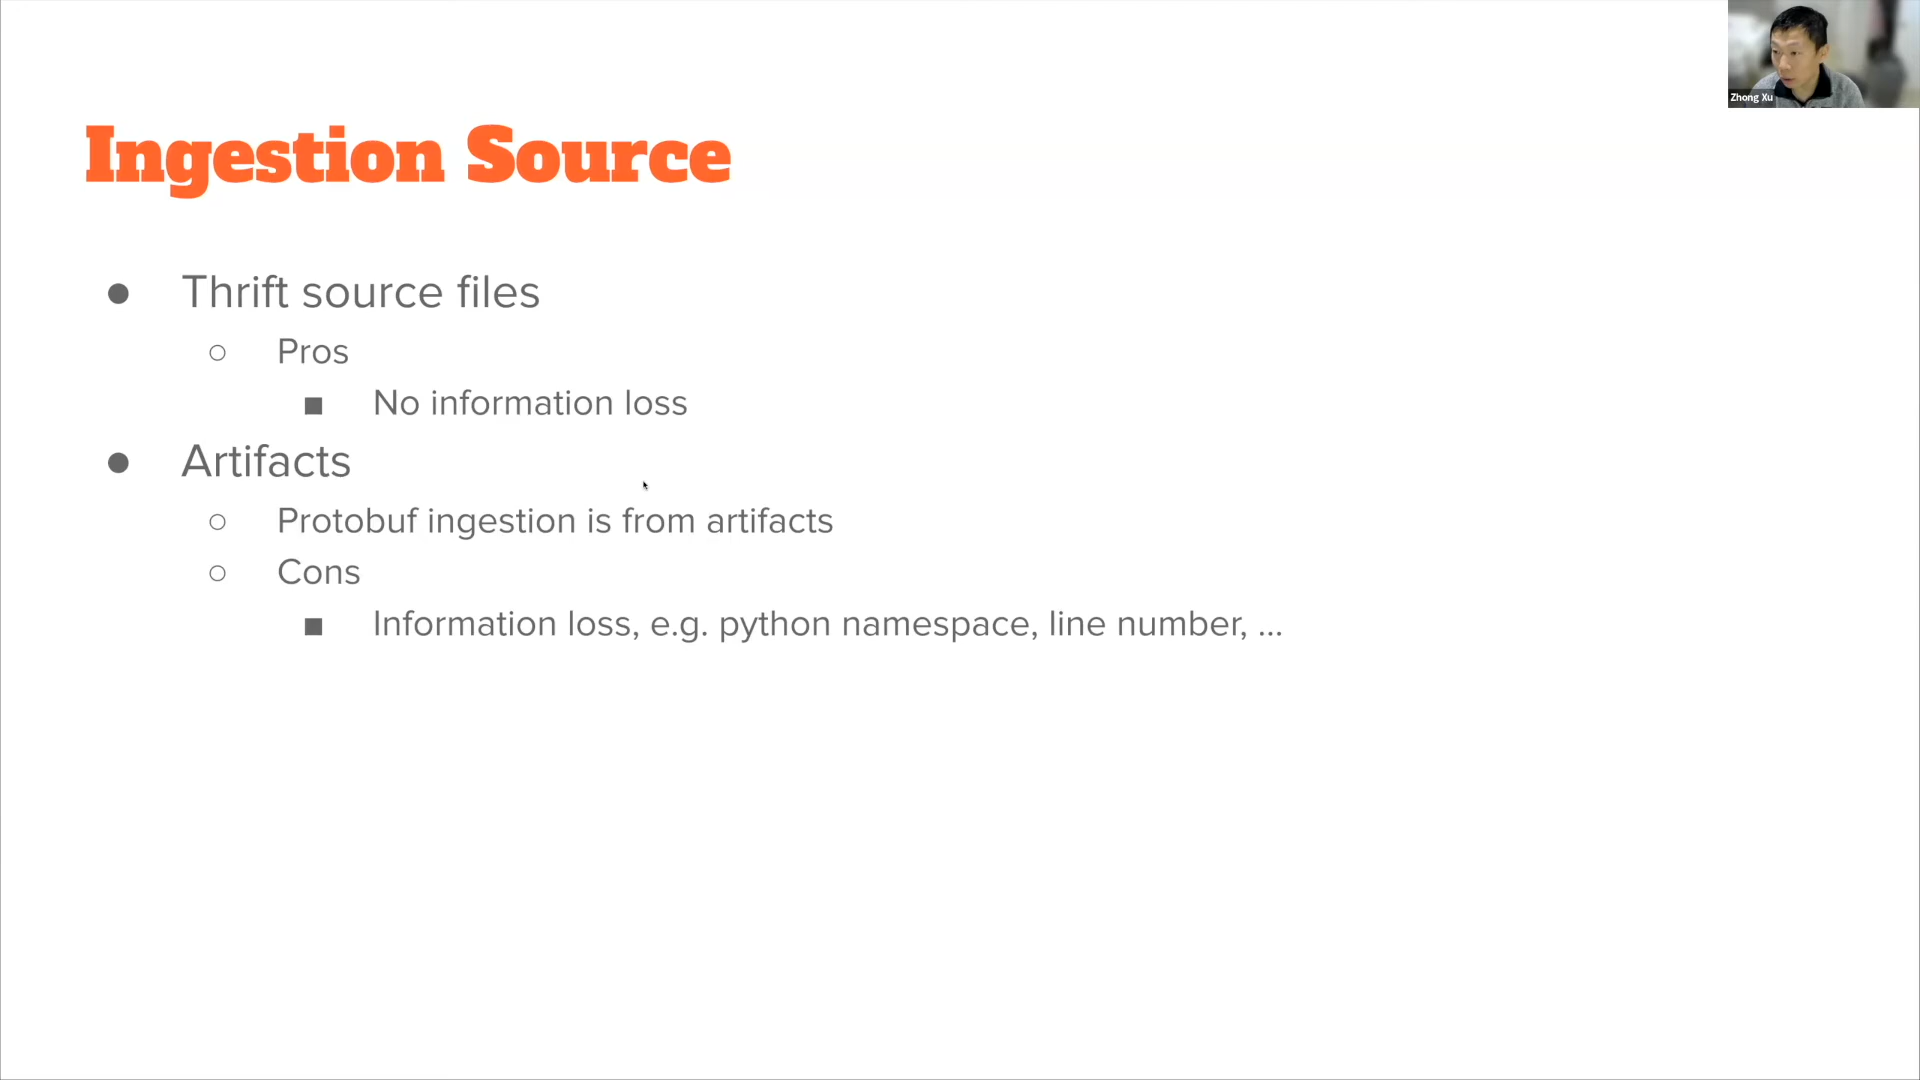 Zhong Xu
Ingestion Source
● Thrift source files
○ Pros
■ No information loss
● Artifacts
○ Protobuf ingestion is from artifacts
○ Cons
■ Information loss, e.g. python namespace, line number, ...